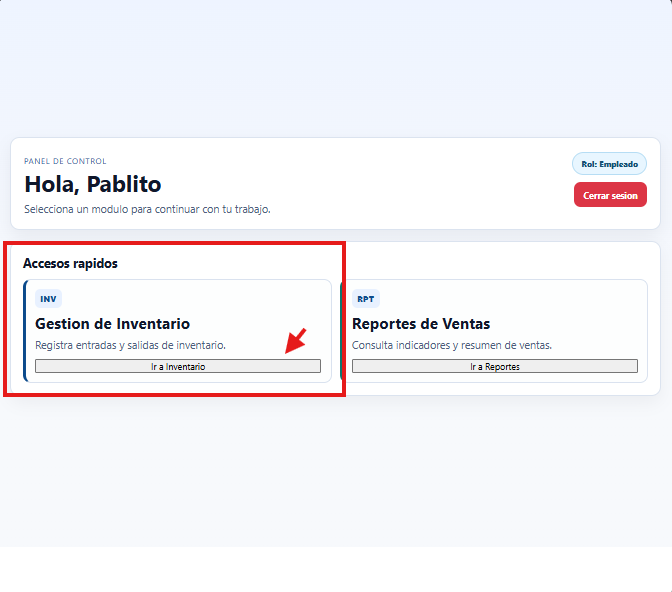 PANEL DE CONTROL
Hola, Pablito
Selecciona un modulo para continuar con tu trabajo.
Rol: Empleado
Cerrar sesion
Accesos rapidos
INV
Gestion de Inventario
Registra entradas y salidas de inventario.
Ir a Inventario
RPT
Reportes de Ventas
Consulta indicadores y resumen de ventas.
Ir a Reportes